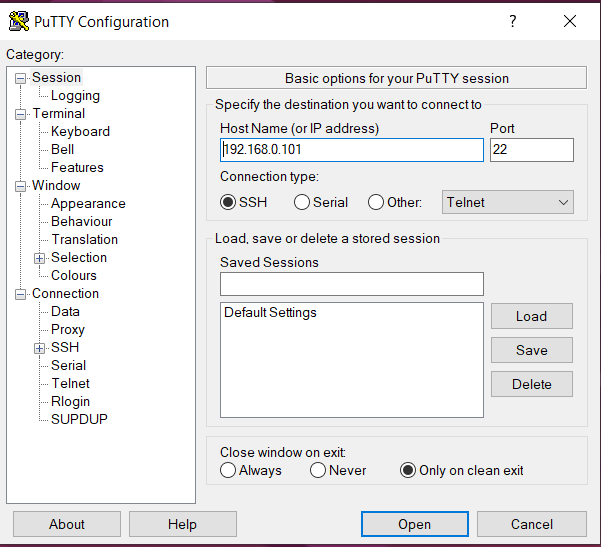 PuTTY Configuration
?
Category:
Session
Logging
Terminal
Keyboard
Bell
Features
Window
Appearance
Behaviour
Translation
Selection
Colours
Connection
Data
Proxy
SSH
Serial
Telnet
Rlogin
SUPDUP
Basic options for your PuTTY session
Specify the destination you want to connect to
Host Name (or IP address) Port
192.168.0.101 22
Connection type:
SSH Serial Other: Telnet
Load, save or delete a stored session
Saved Sessions
Default Settings
Load
Save
Delete
Close window on exit:
Always Never Only on clean exit
About Help Open Cancel